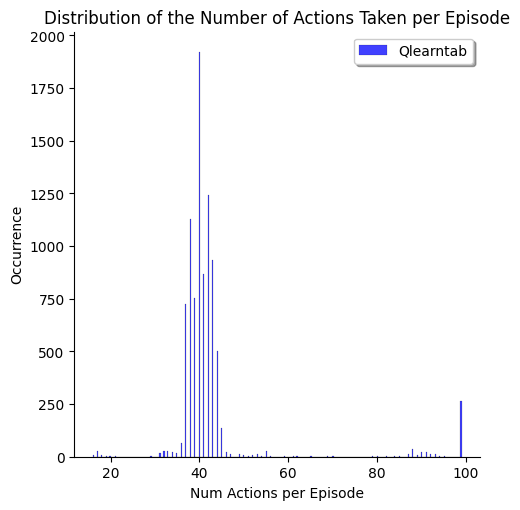 Distribution of the Number of Actions Taken per Episode
Qlearntab
2000
1750
1500
1250
1000
750
500
250
0
Occurrence
20 40 60 80 100
Num Actions per Episode